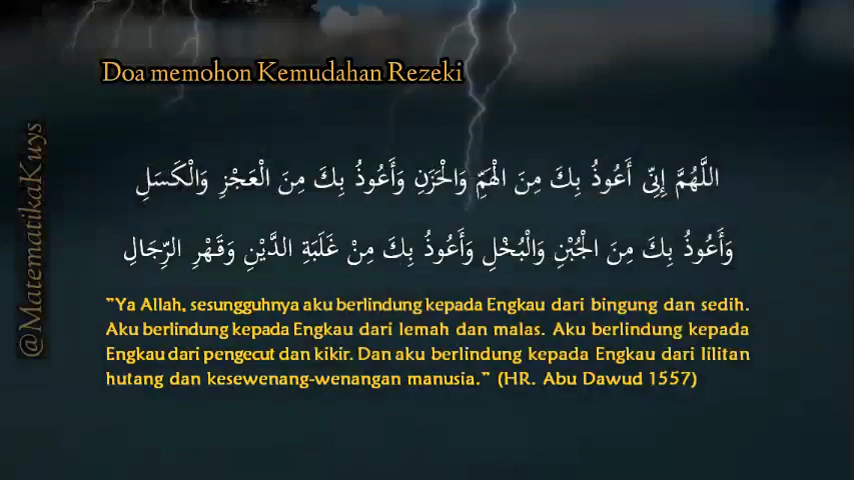 Doa memohon Kemudahan Rezeki
اللَّهُمَّ إِنِّي أَعُوذُ بِكَ مِنَ الْهَمِّ وَالْحَزَنِ وَأَعُوذُ بِكَ مِنَ الْعَجْزِ وَالْكَسَلِ
وَأَعُوذُ بِكَ مِنَ الْجُبْنِ وَالْبُخْلِ وَأَعُوذُ بِكَ مِنْ غَلَبَةِ الدَّيْنِ وَقَهْرِ الرِّجَالِ
"Ya Allah, sesungguhnya aku berlindung kepada Engkau dari bingung dan sedih.
Aku berlindung kepada Engkau dari lemah dan malas. Aku berlindung kepada
Engkau dari pengecut dan kikir. Dan aku berlindung kepada Engkau dari lilitan
hutang dan kesewenang-wenangan manusia." (HR. Abu Dawud 1557)
@MatematikaKuys